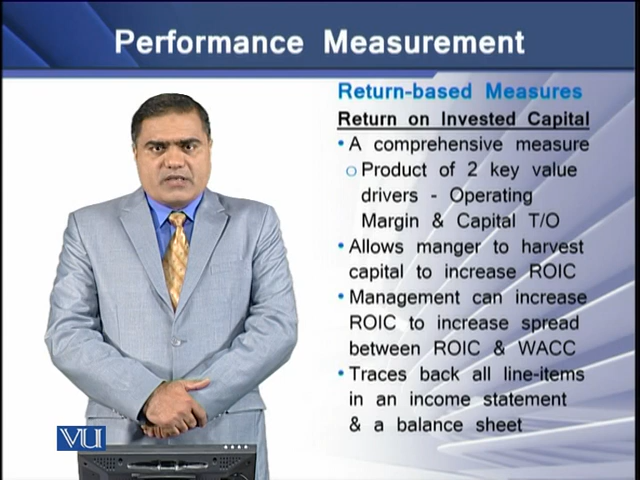 Performance Measurement
Return-based Measures
Return on Invested Capital
• A comprehensive measure
o Product of 2 key value
drivers - Operating
Margin & Capital T/O
• Allows manger to harvest
capital to increase ROIC
• Management can increase
ROIC to increase spread
between ROIC & WACC
• Traces back all line-items
in an income statement
& a balance sheet
VU